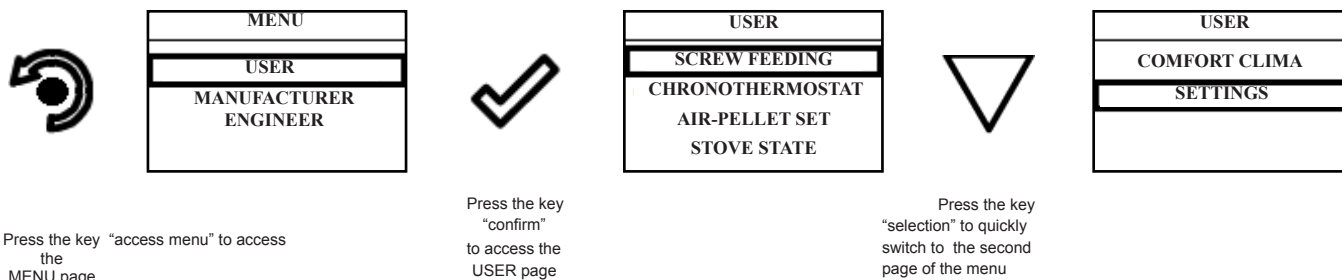 MENU
USER
MANUFACTURER
ENGINEER
USER
SCREW FEEDING
CHRONOTHERMOSTAT
AIR-PELLET SET
STOVE STATE
USER
COMFORT CLIMA
SETTINGS
Press the key "access menu" to access
the
MENU page
Press the key
“confirm”
to access the
USER page
Press the key
“selection” to quickly
switch to the second
page of the menu